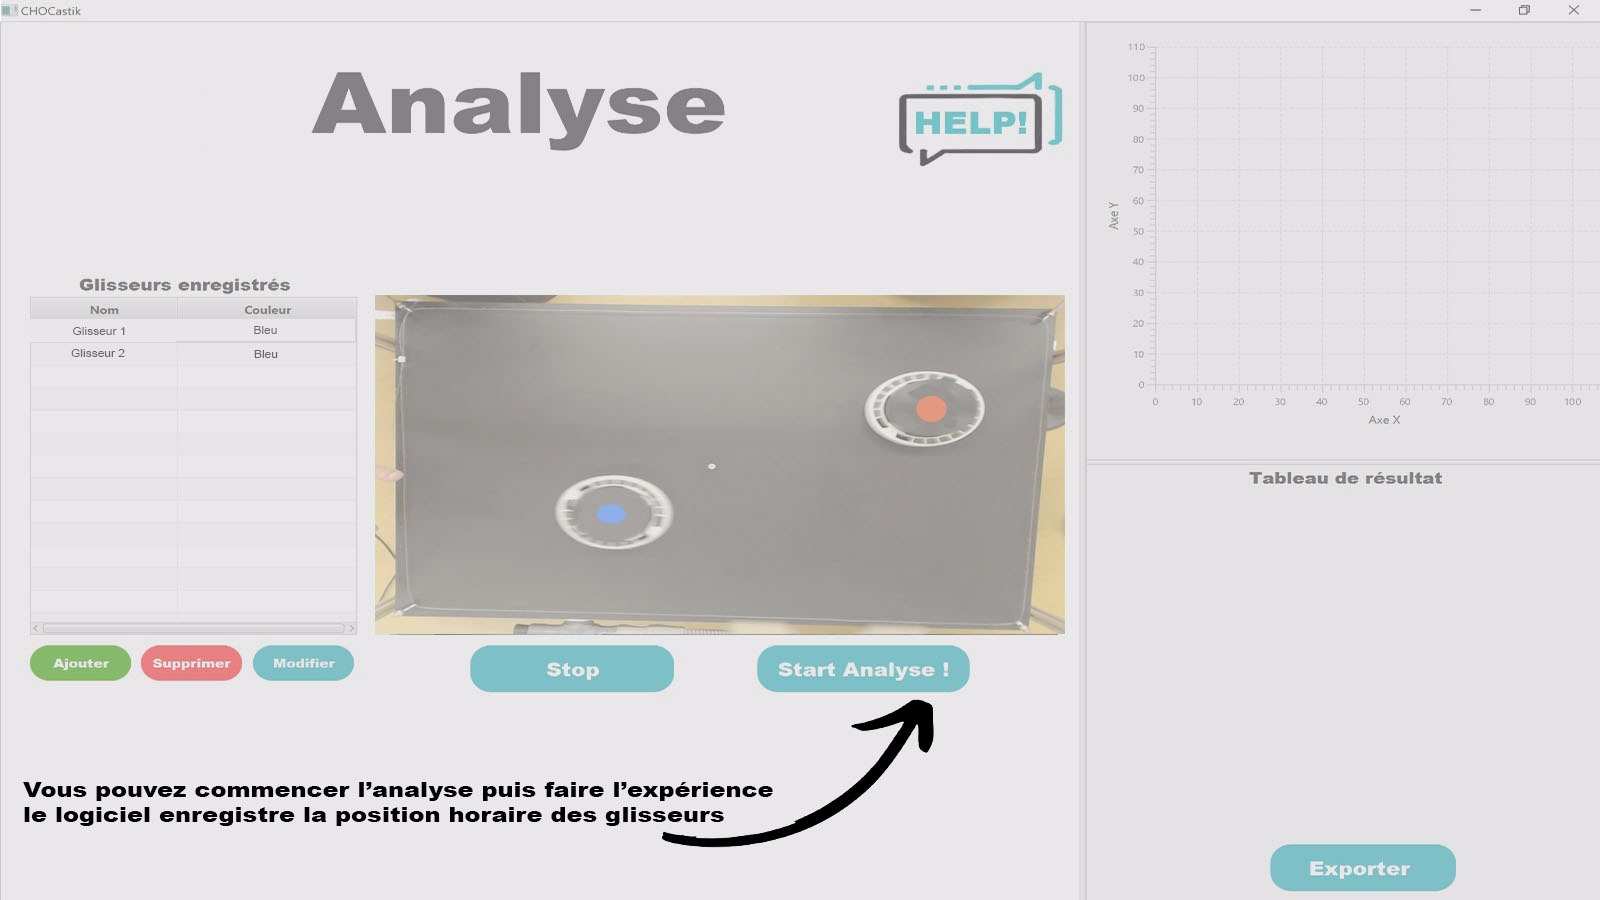 CHOCastik
Analyse
HELP!
Glisseurs enregistrés
Nom Couleur
Glisseur 1 Bleu
Glisseur 2 Bleu
Ajouter Supprimer Modifier
Stop
Start Analyse !
Vous pouvez commencer l’analyse puis faire l’expérience
le logiciel enregistre la position horaire des glisseurs
110
100
90
80
70
60
50
40
30
20
10
0
Axe Y
0 10 20 30 40 50 60 70 80 90 100
Axe X
Tableau de résultat
Exporter